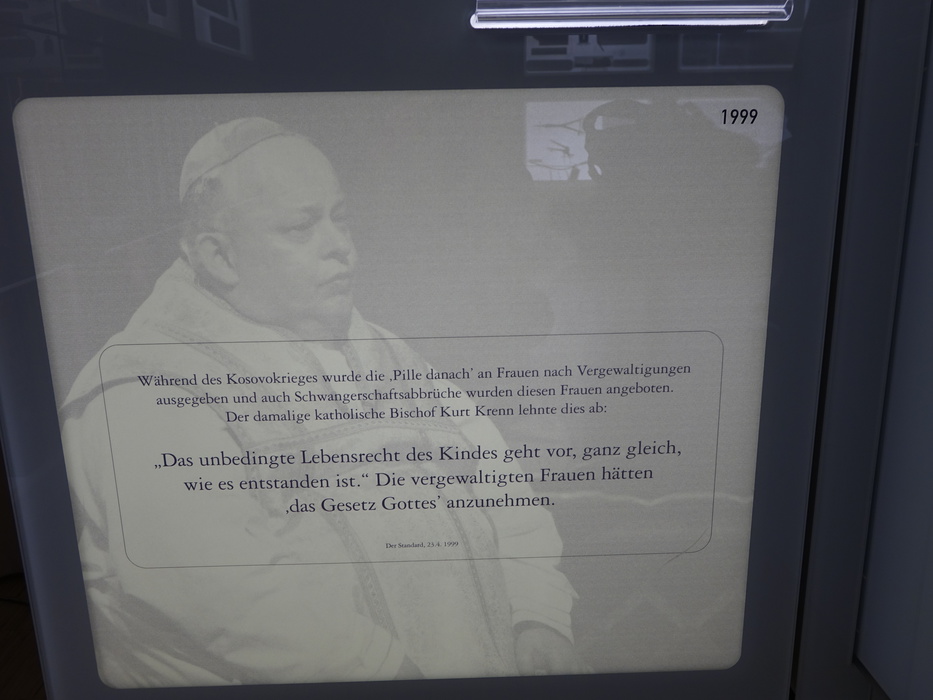 1999
Während des Kosovokrieges wurde die ‚Pille danach’ an Frauen nach Vergewaltigungen
ausgegeben und auch Schwangerschaftsabbrüche wurden diesen Frauen angeboten.
Der damalige katholische Bischof Kurt Krenn lehnte dies ab:
„Das unbedingte Lebensrecht des Kindes geht vor, ganz gleich,
wie es entstanden ist.“ Die vergewaltigten Frauen hätten
‚das Gesetz Gottes’ anzunehmen.
Der Standard, 23.4. 1999